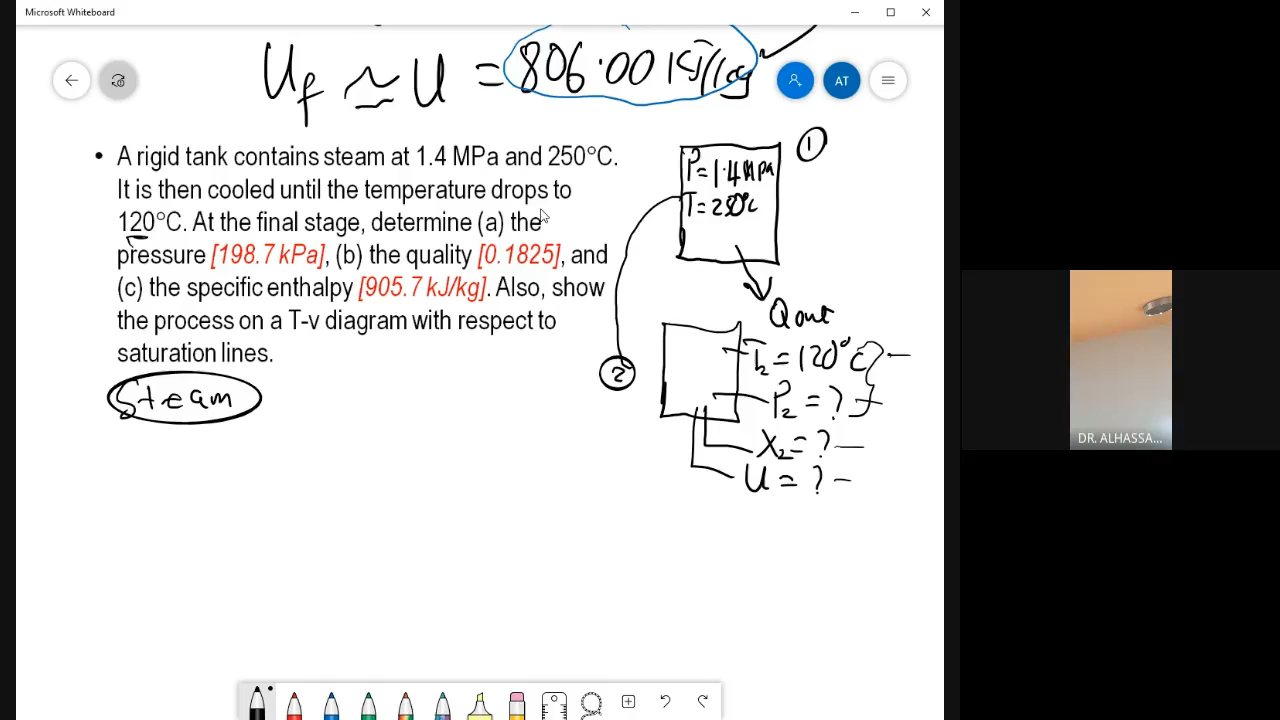 Microsoft Whiteboard
Uf ≃ U = 806.00 KJ/kg
AT
• A rigid tank contains steam at 1.4 MPa and 250°C.
It is then cooled until the temperature drops to
120°C. At the final stage, determine (a) the
pressure [198.7 kPa], (b) the quality [0.1825], and
(c) the specific enthalpy [905.7 kJ/kg]. Also, show
the process on a T-v diagram with respect to
saturation lines.
Steam
1
P = 1.4 MPa
T = 250°C
Qout
2
T2 = 120°C
P2 = ?
X2 = ?
U = ?
DR. ALHASSA...